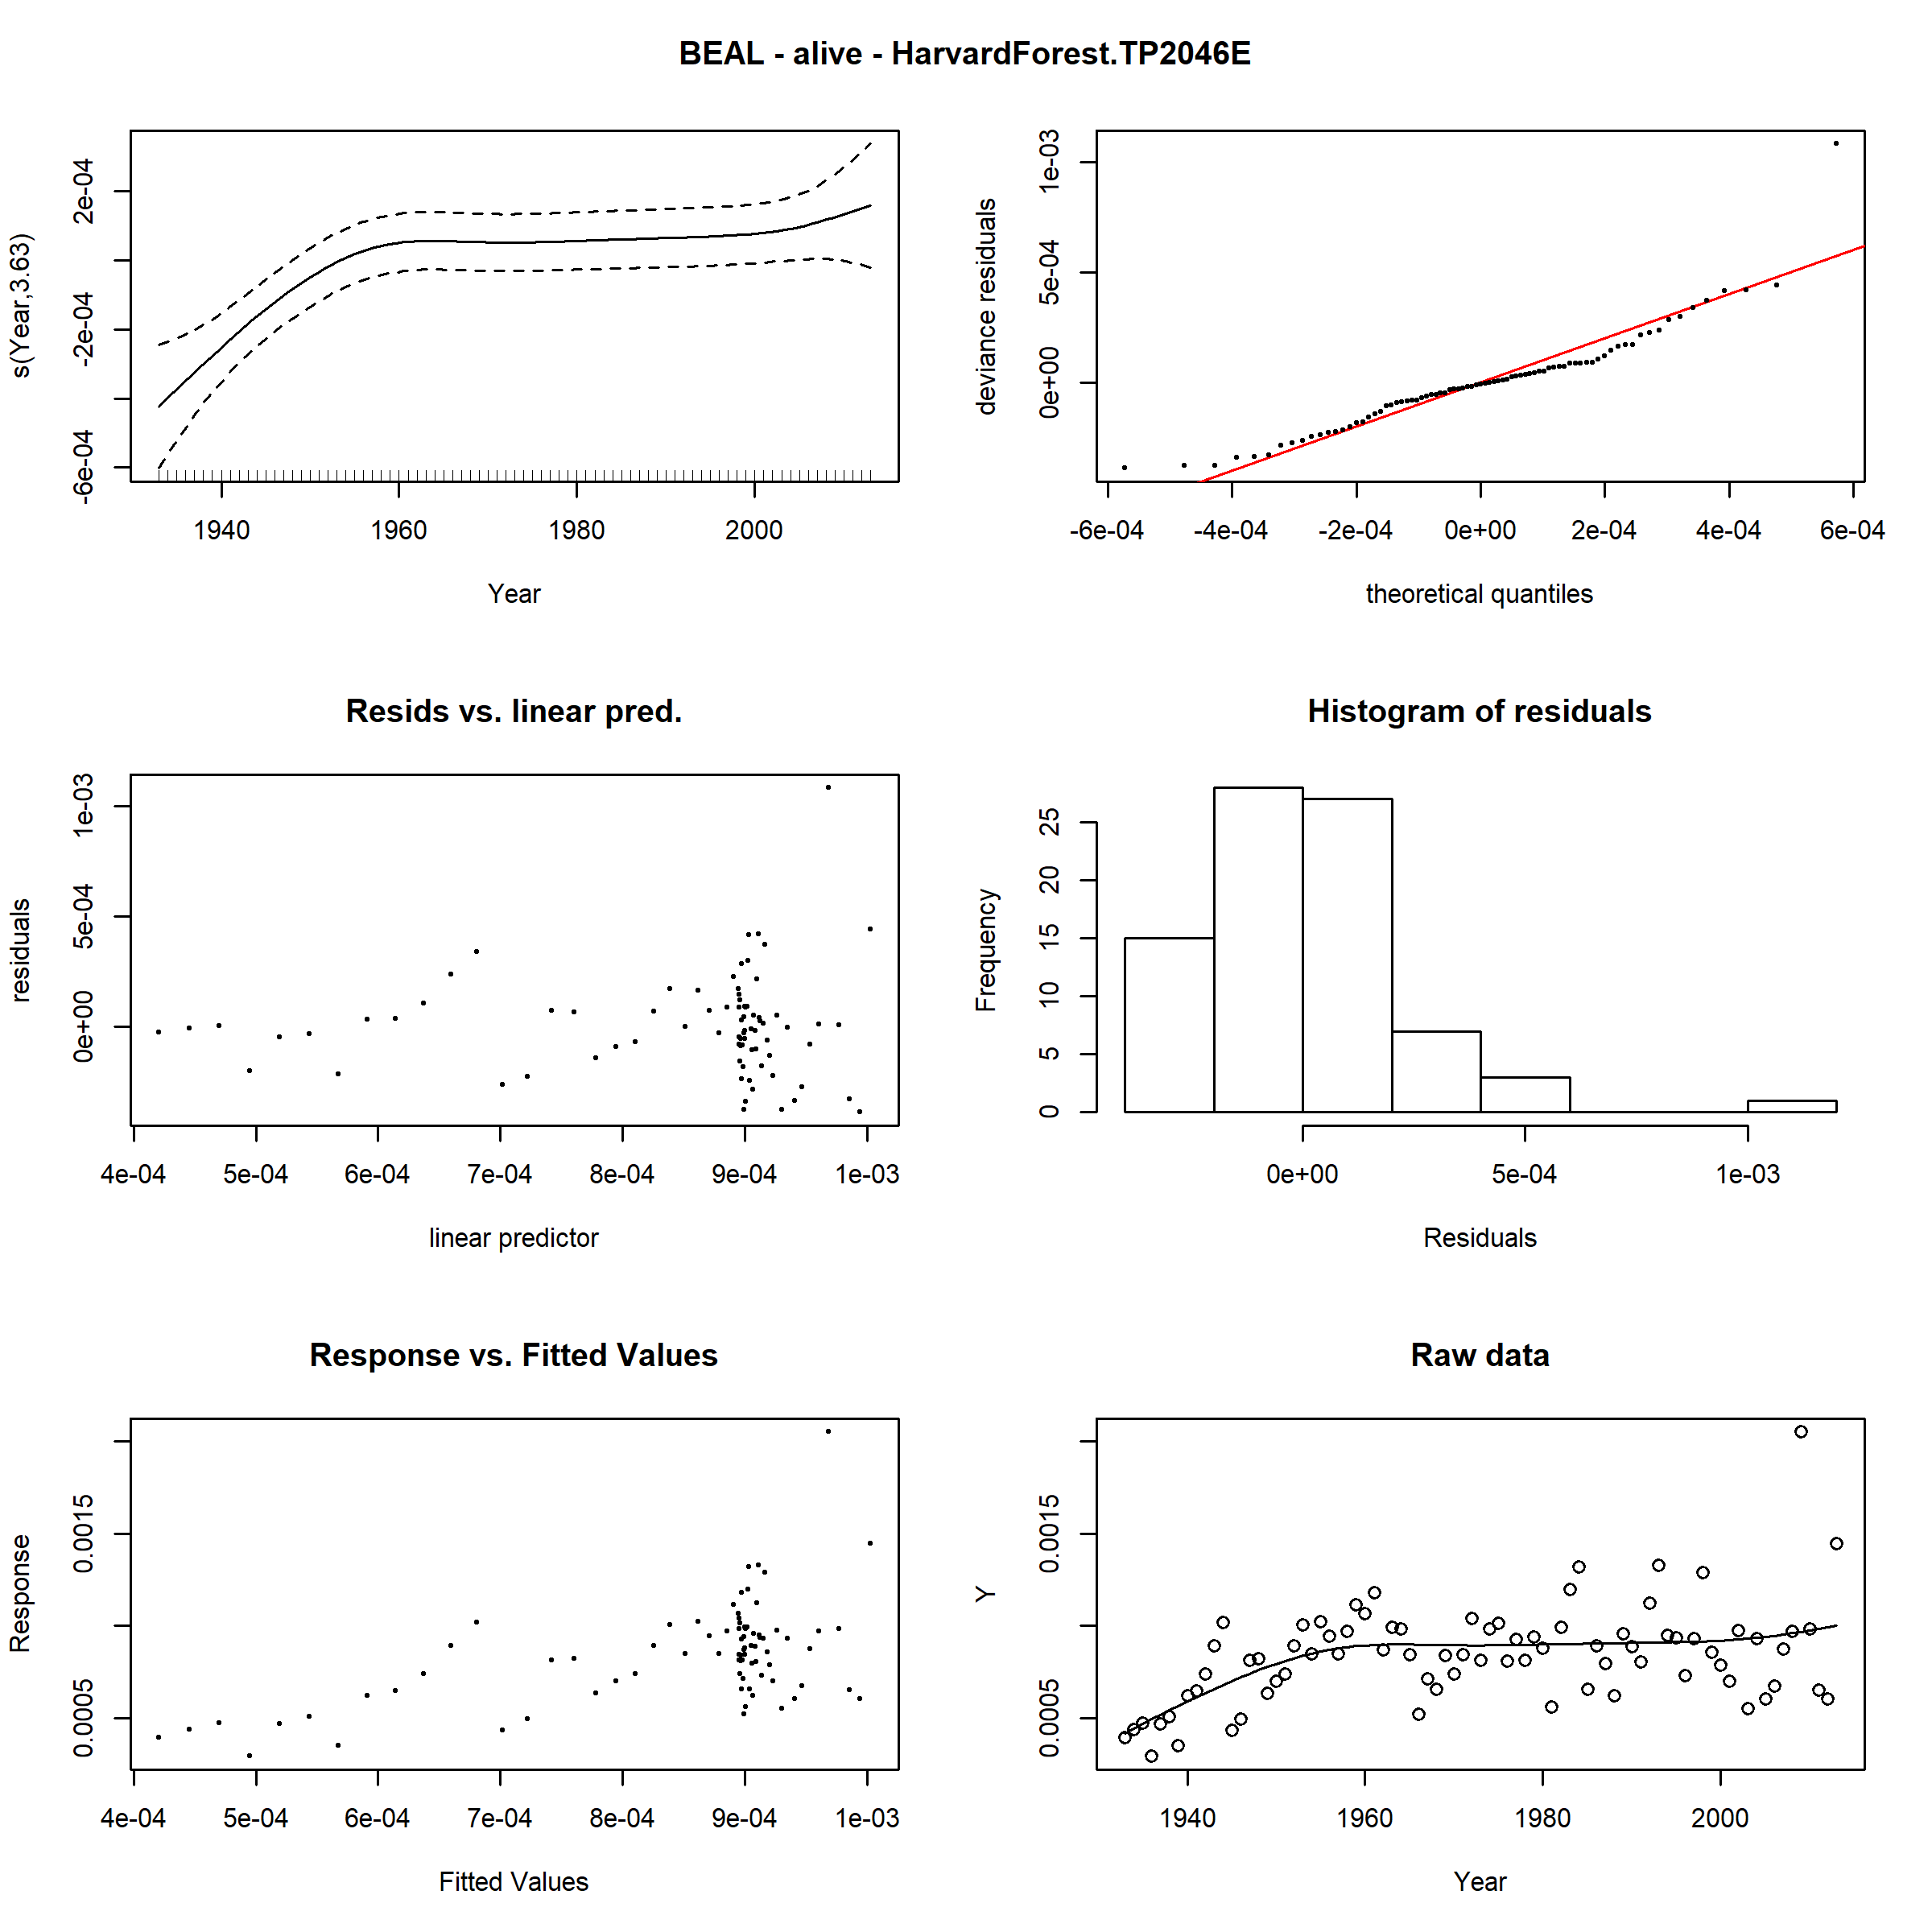 BEAL - alive - HarvardForest.TP2046E
s(Year,3.63)
-6e-04 -2e-04 2e-04
1940 1960 1980 2000
Year
deviance residuals
0e+00 5e-04 1e-03
-6e-04 -4e-04 -2e-04 0e+00 2e-04 4e-04 6e-04
theoretical quantiles
Resids vs. linear pred.
residuals
0e+00 5e-04 1e-03
4e-04 5e-04 6e-04 7e-04 8e-04 9e-04 1e-03
linear predictor
Histogram of residuals
Frequency
0 5 10 15 20 25
0e+00 5e-04 1e-03
Residuals
Response vs. Fitted Values
Response
0.0005 0.0015
4e-04 5e-04 6e-04 7e-04 8e-04 9e-04 1e-03
Fitted Values
Raw data
Y
0.0005 0.0015
1940 1960 1980 2000
Year